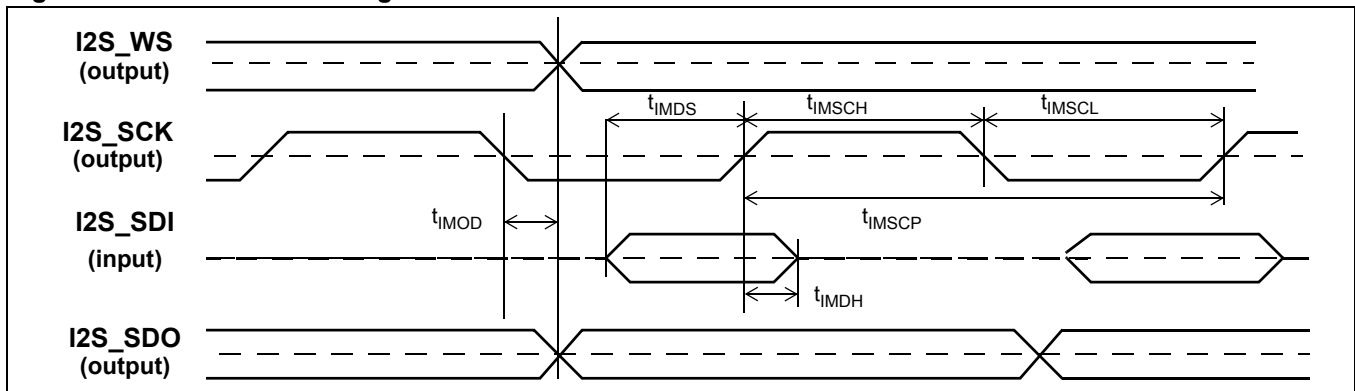 I2S_WS
(output)
tIMDS
tIMSCH
tIMSCL
I2S_SCK
(output)
tIMOD
tIMSCP
I2S_SDI
(input)
tIMDH
I2S_SDO
(output)